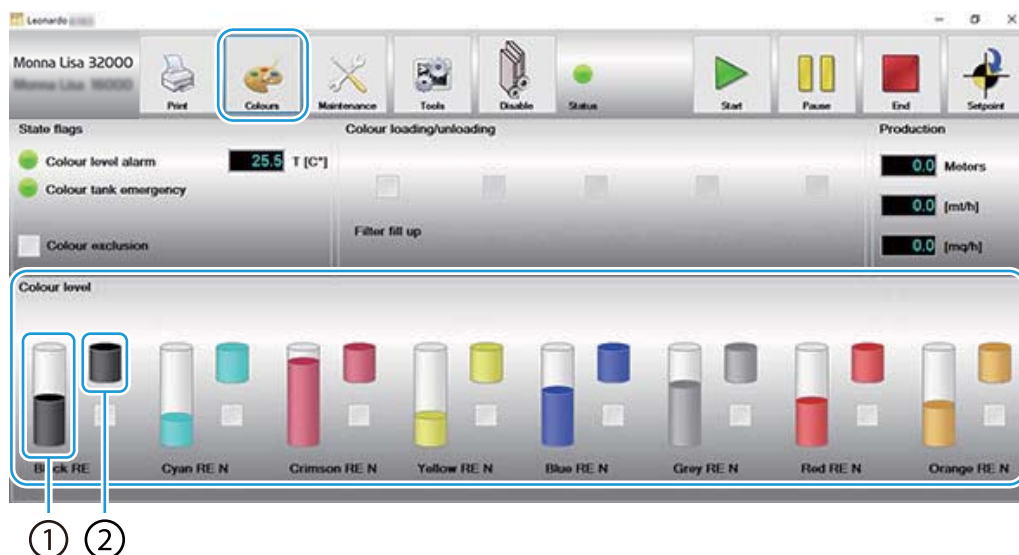 Leonardo
Monna Lisa 32000
Print
Colours
Maintenance
Tools
Disable
Status
Start
Pause
End
Setpoint
State flags
Colour level alarm
25.5 T [C°]
Colour tank emergency
Colour exclusion
Colour loading/unloading
Filter fill up
Production
0.0 Meters
0.0 [mt/h]
0.0 [mq/h]
Colour level
Black RE
Cyan RE N
Crimson RE N
Yellow RE N
Blue RE N
Grey RE N
Red RE N
Orange RE N
① ②